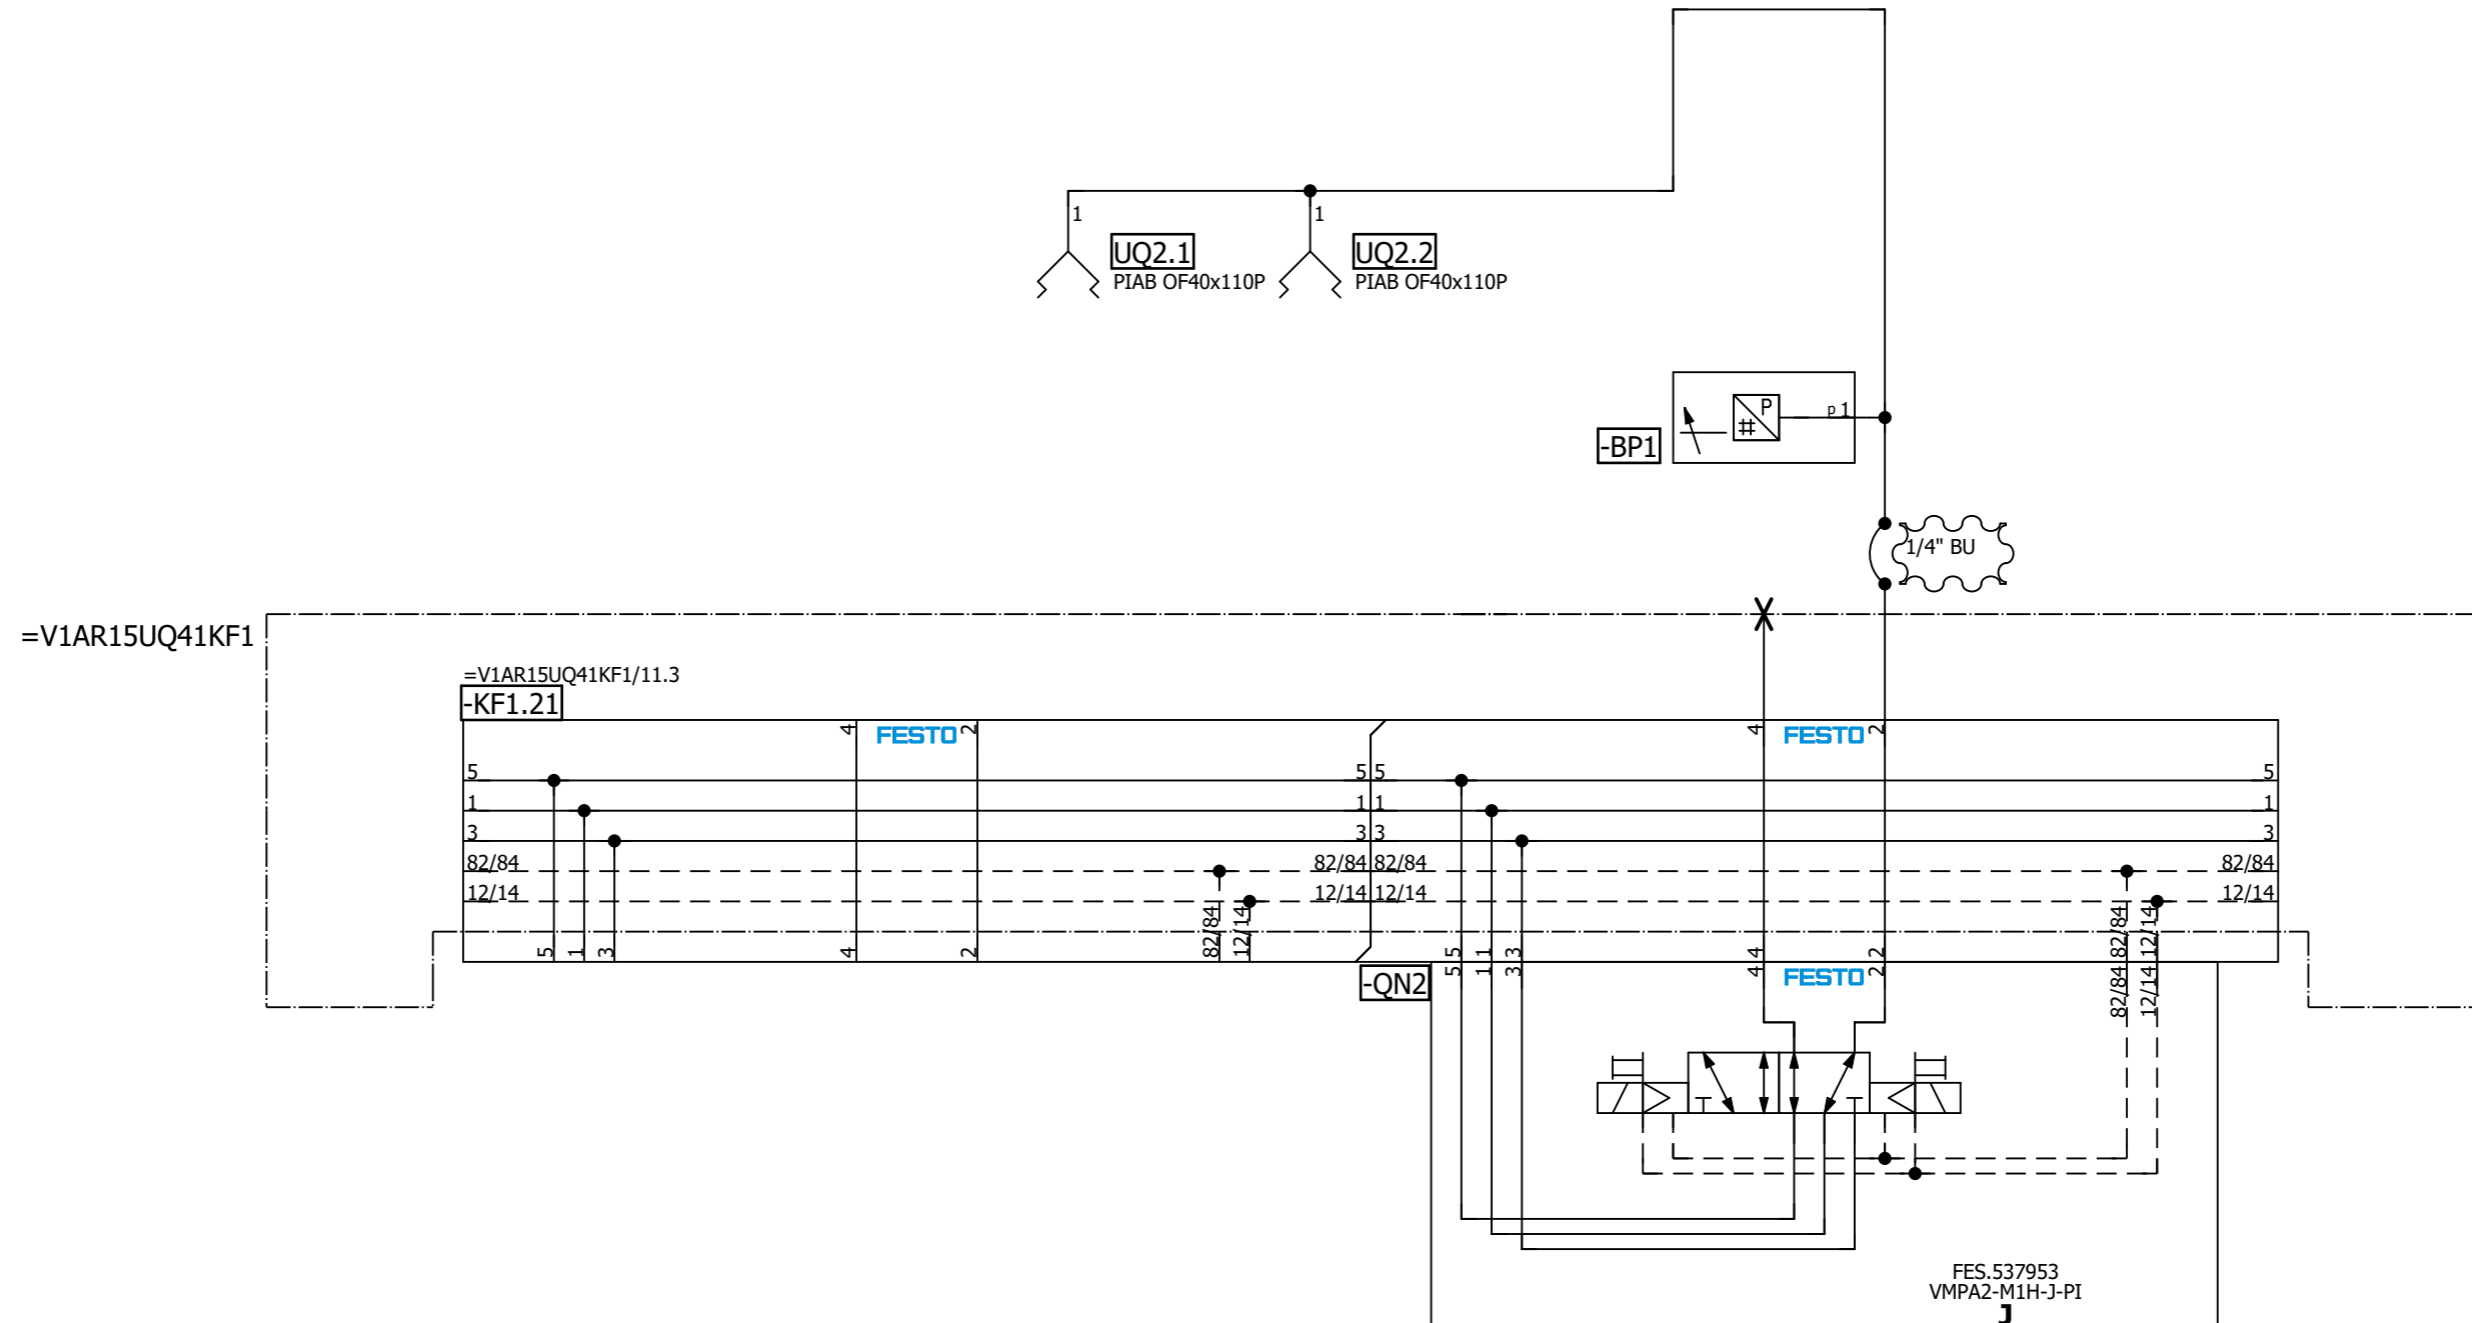 1
1
UQ2.1
UQ2.2
PIAB OF40x110P
PIAB OF40x110P
P
#
p 1
-BP1
1/4" BU
=V1AR15UQ41KF1
=V1AR15UQ41KF1/11.3
-KF1.21
4 FESTO 2
4 FESTO 2
5 5 5 5
1 1 1 1
3 3 3 3
82/84 82/84 82/84 82/84
12/14 12/14 12/14 12/14
5 1 3 4 2 82/84 12/14
5 1 3 4 2 82/84 12/14
-QN2
5 1 3 4 FESTO 2 82/84 12/14
FES.537953
VMPA2-M1H-J-PI
J